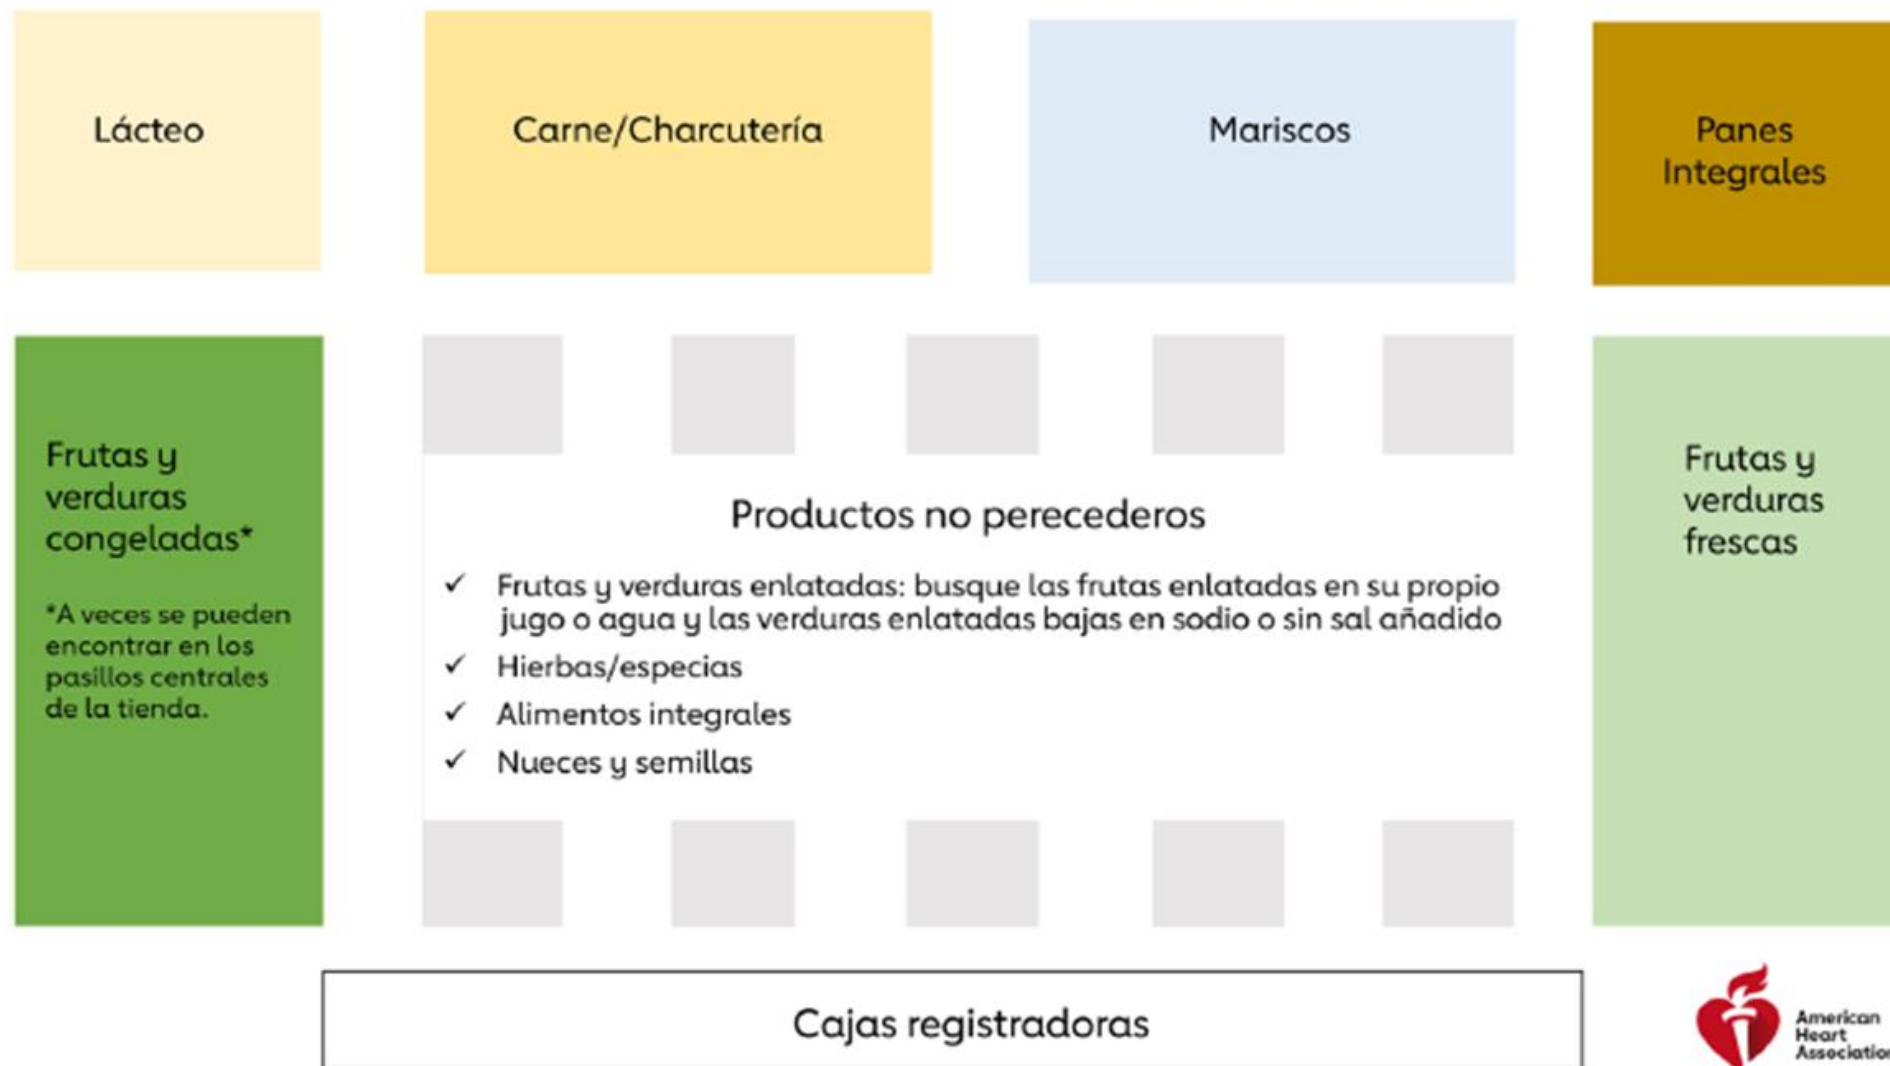 Lácteo
Carne/Charcutería
Mariscos
Panes
Integrales
Frutas y
verduras
congeladas*
*A veces se pueden
encontrar en los
pasillos centrales
de la tienda.
Productos no perecederos
✓ Frutas y verduras enlatadas: busque las frutas enlatadas en su propio
jugo o agua y las verduras enlatadas bajas en sodio o sin sal añadido
✓ Hierbas/especias
✓ Alimentos integrales
✓ Nueces y semillas
Frutas y
verduras
frescas
Cajas registradoras
American
Heart
Association